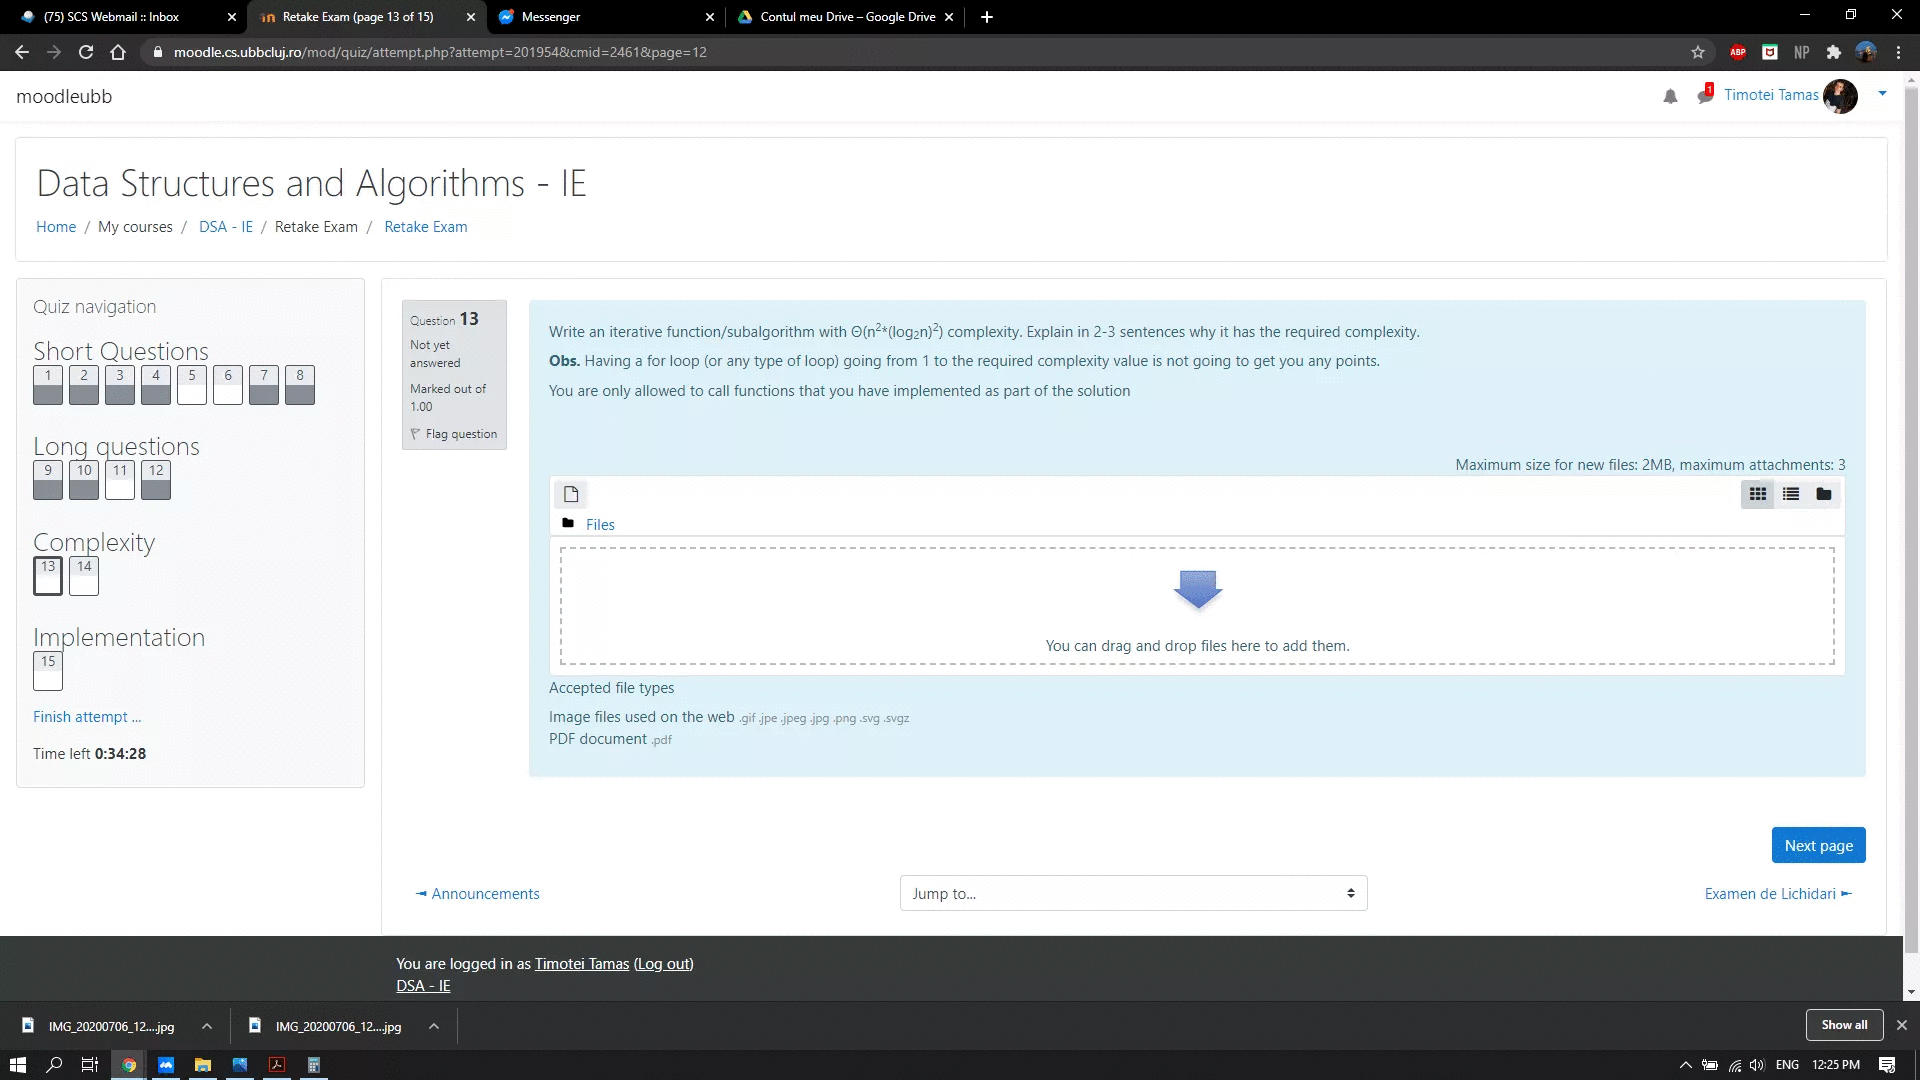 (75) SCS Webmail :: Inbox
Retake Exam (page 13 of 15)
Messenger
Contul meu Drive – Google Drive
moodle.cs.ubbcluj.ro/mod/quiz/attempt.php?attempt=201954&cmid=2461&page=12
ABP
NP
moodleubb
1
Timotei Tamas
Data Structures and Algorithms - IE
Home / My courses / DSA - IE / Retake Exam / Retake Exam
Quiz navigation
Short Questions
1 2 3 4 5 6 7 8
Long questions
9 10 11 12
Complexity
13 14
Implementation
15
Finish attempt ...
Time left 0:34:28
Question 13
Not yet
answered
Marked out of
1.00
Flag question
Write an iterative function/subalgorithm with Θ(n²*(log₂n)²) complexity. Explain in 2-3 sentences why it has the required complexity.
Obs. Having a for loop (or any type of loop) going from 1 to the required complexity value is not going to get you any points.
You are only allowed to call functions that you have implemented as part of the solution
Maximum size for new files: 2MB, maximum attachments: 3
Files
You can drag and drop files here to add them.
Accepted file types
Image files used on the web .gif .jpe .jpeg .jpg .png .svg .svgz
PDF document .pdf
Next page
◄ Announcements
Jump to...
Examen de Lichidari ►
You are logged in as Timotei Tamas (Log out)
DSA - IE
IMG_20200706_12....jpg
IMG_20200706_12....jpg
Show all
ENG
12:25 PM